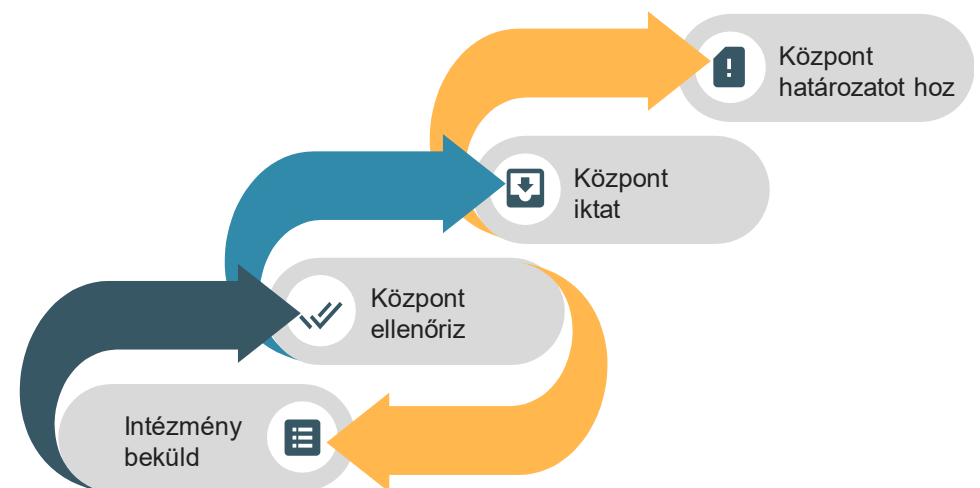 Központ
határozatot hoz
Központ
iktat
Központ
ellenőriz
Intézmény
beküld